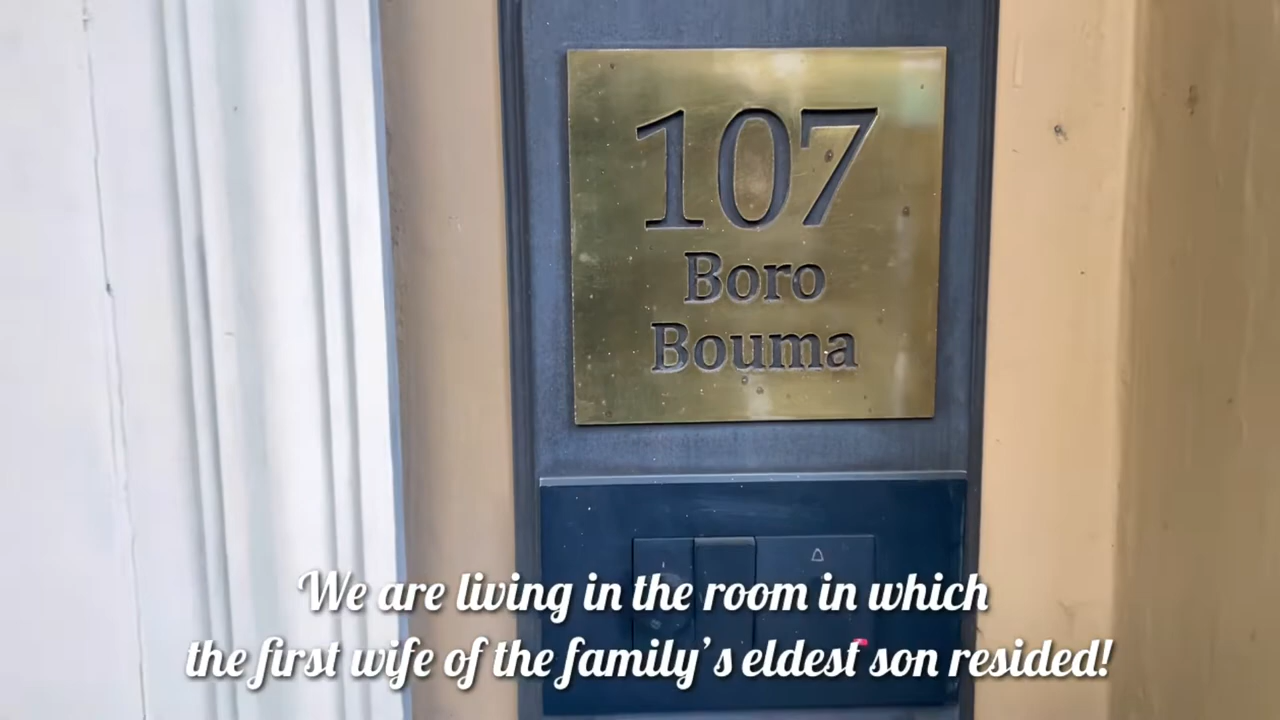 107
Boro
Bouma
We are living in the room in which
the first wife of the family's eldest son resided!